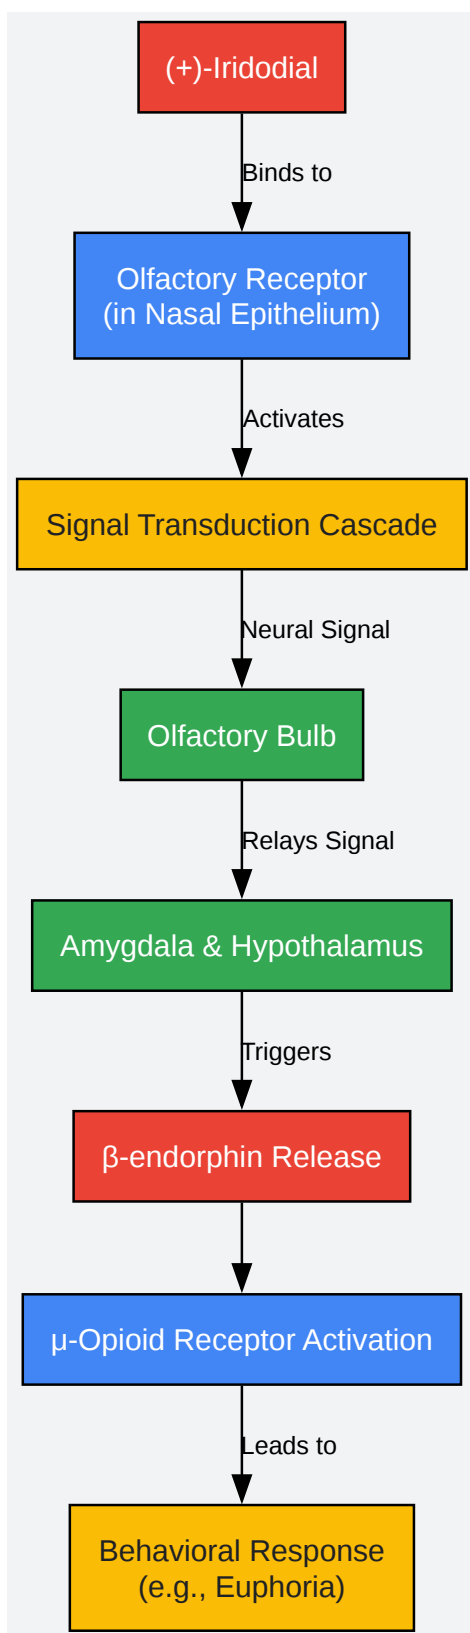 (+)-Iridodial
Binds to
Olfactory Receptor
(in Nasal Epithelium)
Activates
Signal Transduction Cascade
Neural Signal
Olfactory Bulb
Relays Signal
Amygdala & Hypothalamus
Triggers
β-endorphin Release
μ-Opioid Receptor Activation
Leads to
Behavioral Response
(e.g., Euphoria)